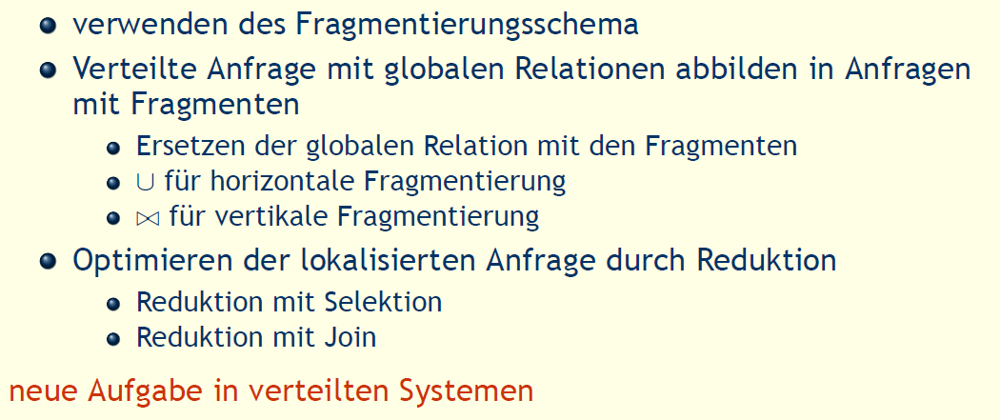 verwenden des Fragmentierungsschema
Verteilte Anfrage mit globalen Relationen abbilden in Anfragen
mit Fragmenten
Ersetzen der globalen Relation mit den Fragmenten
∪ für horizontale Fragmentierung
⋈ für vertikale Fragmentierung
Optimieren der lokalisierten Anfrage durch Reduktion
Reduktion mit Selektion
Reduktion mit Join
neue Aufgabe in verteilten Systemen